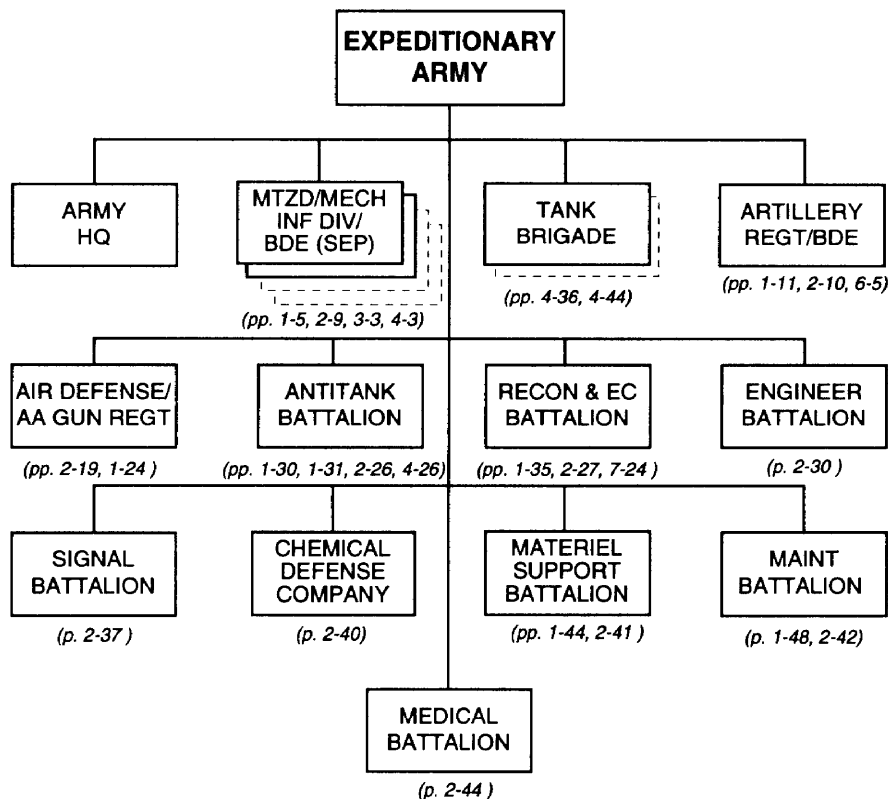 EXPEDITIONARY
ARMY
ARMY
HQ
MTZD/MECH
INF DIV/
BDE (SEP)
(pp. 1-5, 2-9, 3-3, 4-3)
TANK
BRIGADE
(pp. 4-36, 4-44)
ARTILLERY
REGT/BDE
(pp. 1-11, 2-10, 6-5)
AIR DEFENSE/
AA GUN REGT
(pp. 2-19, 1-24)
ANTITANK
BATTALION
(pp. 1-30, 1-31, 2-26, 4-26)
RECON & EC
BATTALION
(pp. 1-35, 2-27, 7-24)
ENGINEER
BATTALION
(p. 2-30 )
SIGNAL
BATTALION
(p. 2-37 )
CHEMICAL
DEFENSE
COMPANY
(p. 2-40)
MATERIEL
SUPPORT
BATTALION
(pp. 1-44, 2-41 )
MAINT
BATTALION
(p. 1-48, 2-42)
MEDICAL
BATTALION
(p. 2-44 )